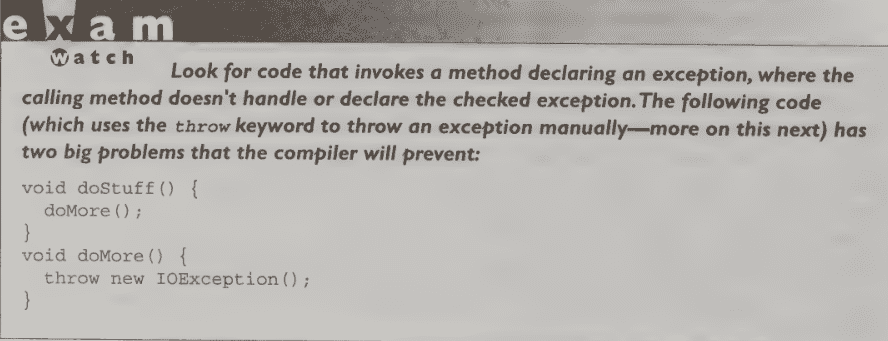 exam
watch
Look for code that invokes a method declaring an exception, where the
calling method doesn't handle or declare the checked exception. The following code
(which uses the throw keyword to throw an exception manually—more on this next) has
two big problems that the compiler will prevent:
void doStuff() {
  doMore();
}
void doMore() {
  throw new IOException();
}